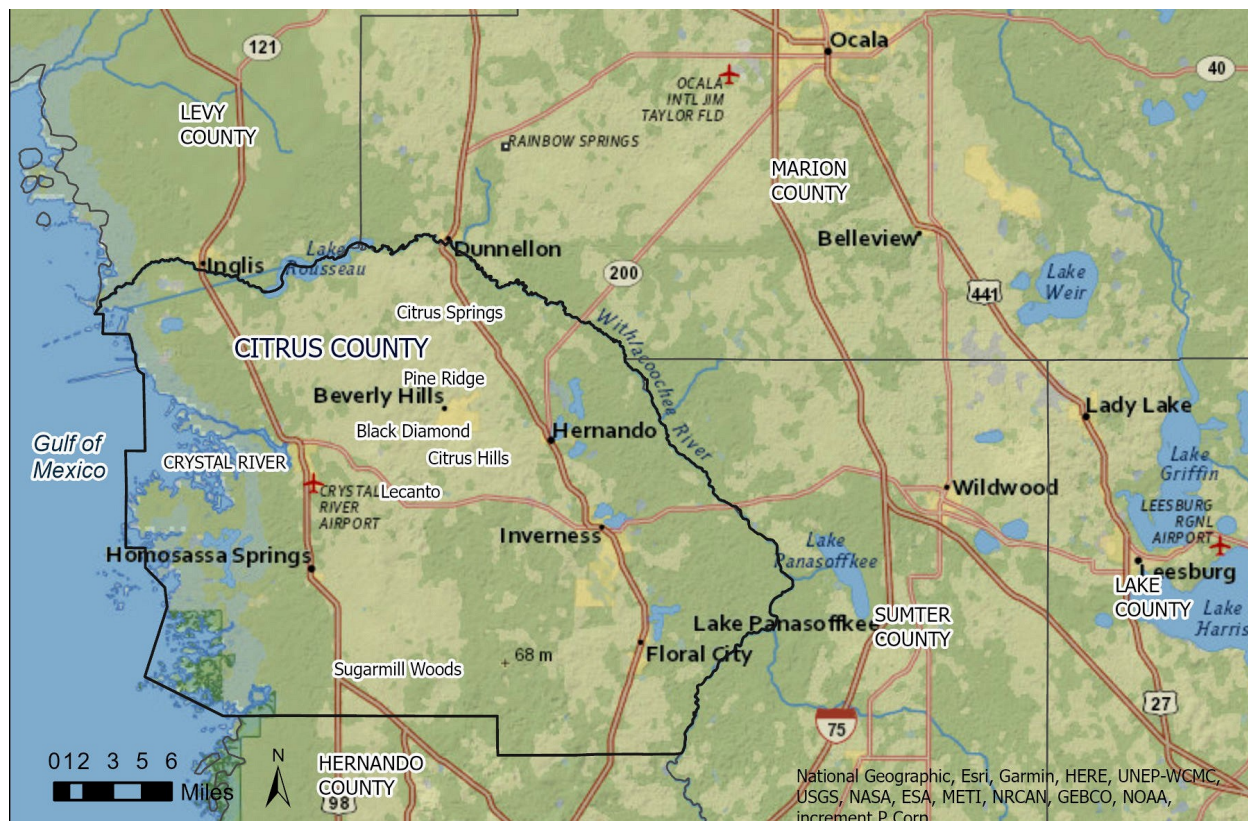 Ocala
121
40
OCALA
INTL JIM
TAYLOR FLD
LEVY
COUNTY
RAINBOW SPRINGS
MARION
COUNTY
Belleview
Dunnellon
Lake
Rousseau
Inglis
200
Lake
Weir
441
Citrus Springs
Withlacoochee River
CITRUS COUNTY
Pine Ridge
Beverly Hills
Lady Lake
Black Diamond
Hernando
Gulf of
Mexico
Citrus Hills
CRYSTAL RIVER
Lake
Griffin
CRYSTAL
RIVER
AIRPORT
Lecanto
Wildwood
LEESBURG
RGNL
AIRPORT
Inverness
Homosassa Springs
Lake
Panasoffkee
Leesburg
LAKE
COUNTY
Lake
Harris
Lake Panasoffkee
SUMTER
COUNTY
Floral City
68 m
Sugarmill Woods
27
75
N
HERNANDO
COUNTY
98
0 1 2 3 4 5 6
Miles
National Geographic, Esri, Garmin, HERE, UNEP-WCMC,
USGS, NASA, ESA, METI, NRCAN, GEBCO, NOAA,
increment P Corp.